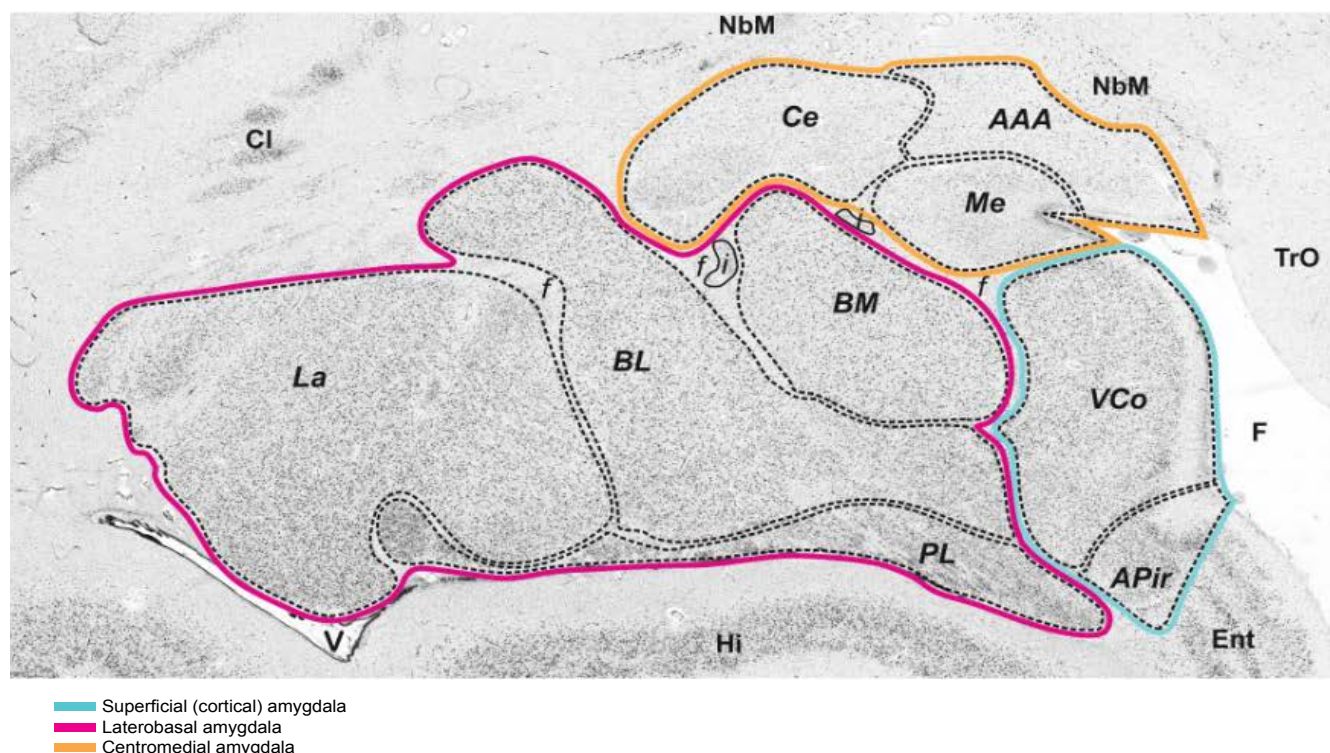 NbM
NbM
Ce
AAA
Cl
Me
i
f
i
f
TrO
f
BM
BL
La
VCo
F
PL
APir
V
Hi
Ent
Superficial (cortical) amygdala
Laterobasal amygdala
Centromedial amygdala